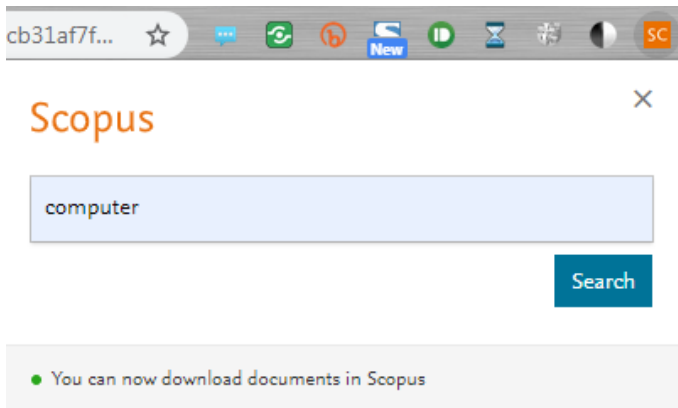 cb31af7f...
New
SC
Scopus
computer
Search
You can now download documents in Scopus